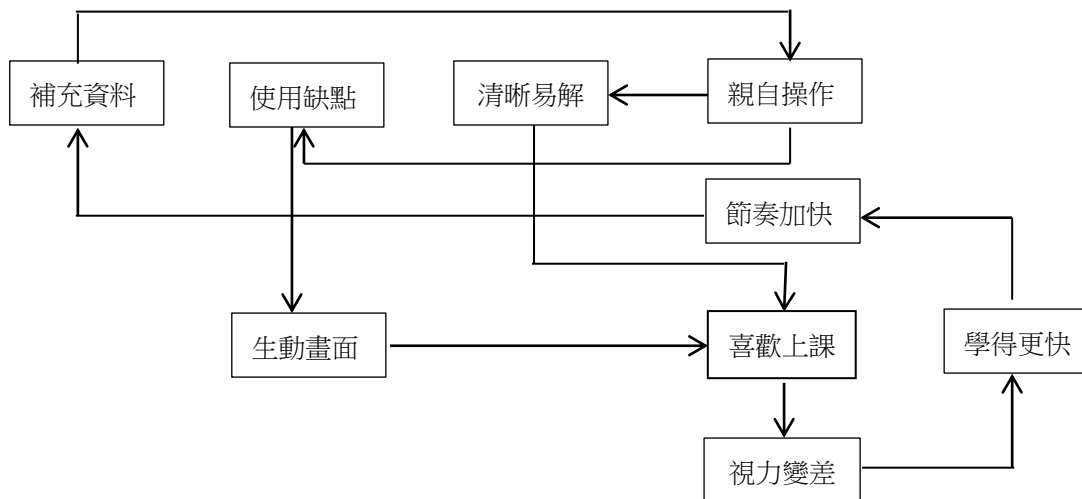 補充資料
使用缺點
清晰易解
親自操作
節奏加快
生動畫面
喜歡上課
學得更快
視力變差